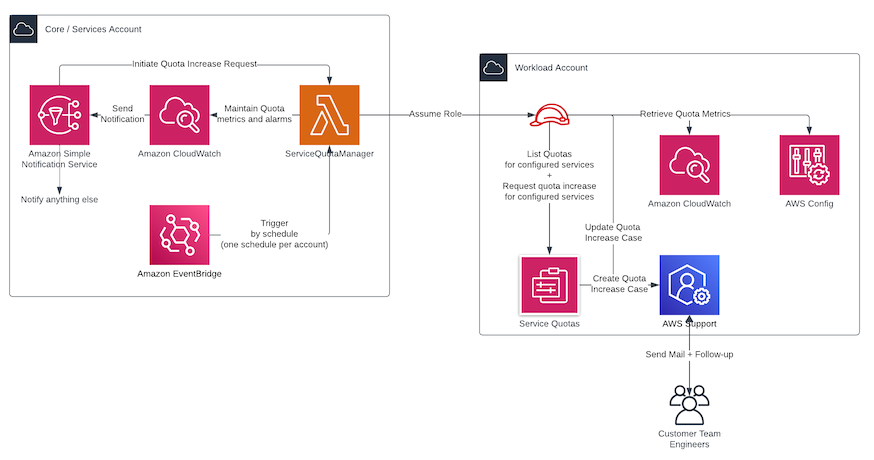 Core / Services Account
Initiate Quota Increase Request
Send
Notification
Maintain Quota
metrics and alarms
Amazon Simple
Notification Service
Amazon CloudWatch
ServiceQuotaManager
Notify anything else
Trigger
by schedule
(one schedule per account)
Amazon EventBridge
Assume Role
Workload Account
Retrieve Quota Metrics
List Quotas
for configured services
+
Request quota increase
for configured services
Amazon CloudWatch
AWS Config
Update Quota
Increase Case
Create Quota
Increase Case
Service Quotas
AWS Support
Send Mail + Follow-up
Customer Team
Engineers